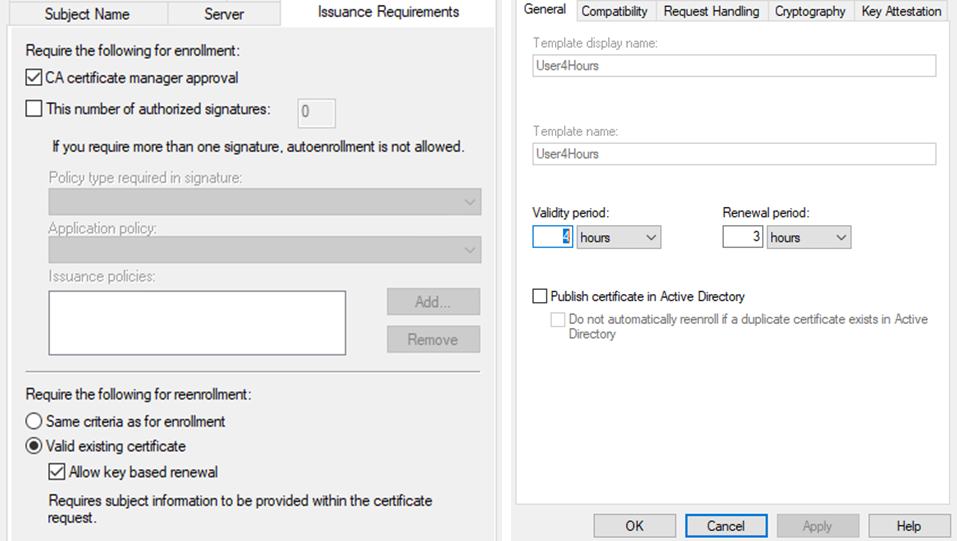 Subject Name
Server
Issuance Requirements
Require the following for enrollment:
CA certificate manager approval
This number of authorized signatures:
0
If you require more than one signature, autoenrollment is not allowed.
Policy type required in signature:
Application policy:
Issuance policies:
Add...
Remove
Require the following for reenrollment:
Same criteria as for enrollment
Valid existing certificate
Allow key based renewal
Requires subject information to be provided within the certificate
request.
General
Compatibility
Request Handling
Cryptography
Key Attestation
Template display name:
User4Hours
Template name:
User4Hours
Validity period:
Renewal period:
4 hours
3 hours
Publish certificate in Active Directory
Do not automatically reenroll if a duplicate certificate exists in Active
Directory
OK
Cancel
Apply
Help